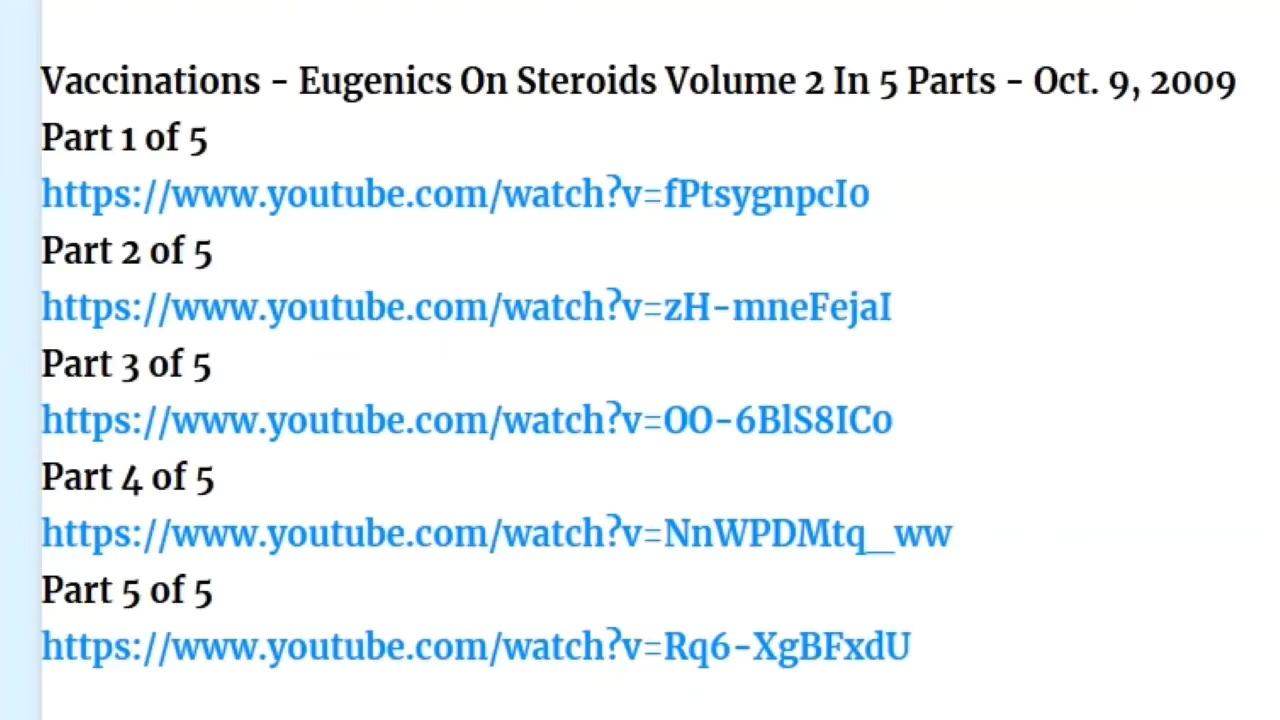 Vaccinations - Eugenics On Steroids Volume 2 In 5 Parts - Oct. 9, 2009
Part 1 of 5
https://www.youtube.com/watch?v=fPtsygnpcI0
Part 2 of 5
https://www.youtube.com/watch?v=zH-mneFejaI
Part 3 of 5
https://www.youtube.com/watch?v=OO-6BlS8IC0
Part 4 of 5
https://www.youtube.com/watch?v=NnWPDMtq_ww
Part 5 of 5
https://www.youtube.com/watch?v=Rq6-XgBFxdU